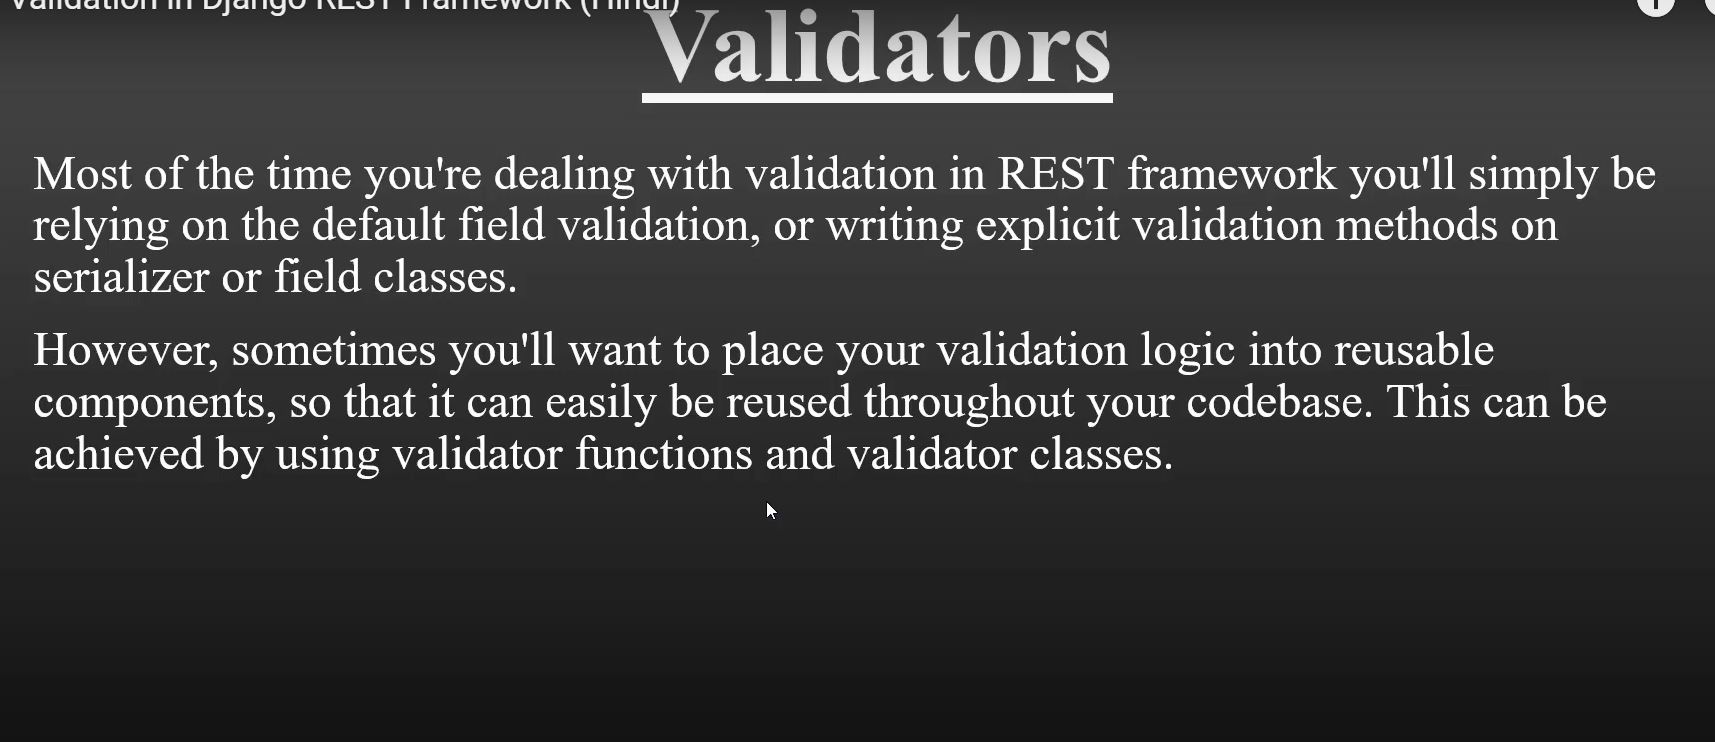 Validation in Django REST Framework (Hindi)
Validators
Most of the time you're dealing with validation in REST framework you'll simply be
relying on the default field validation, or writing explicit validation methods on
serializer or field classes.
However, sometimes you'll want to place your validation logic into reusable
components, so that it can easily be reused throughout your codebase. This can be
achieved by using validator functions and validator classes.